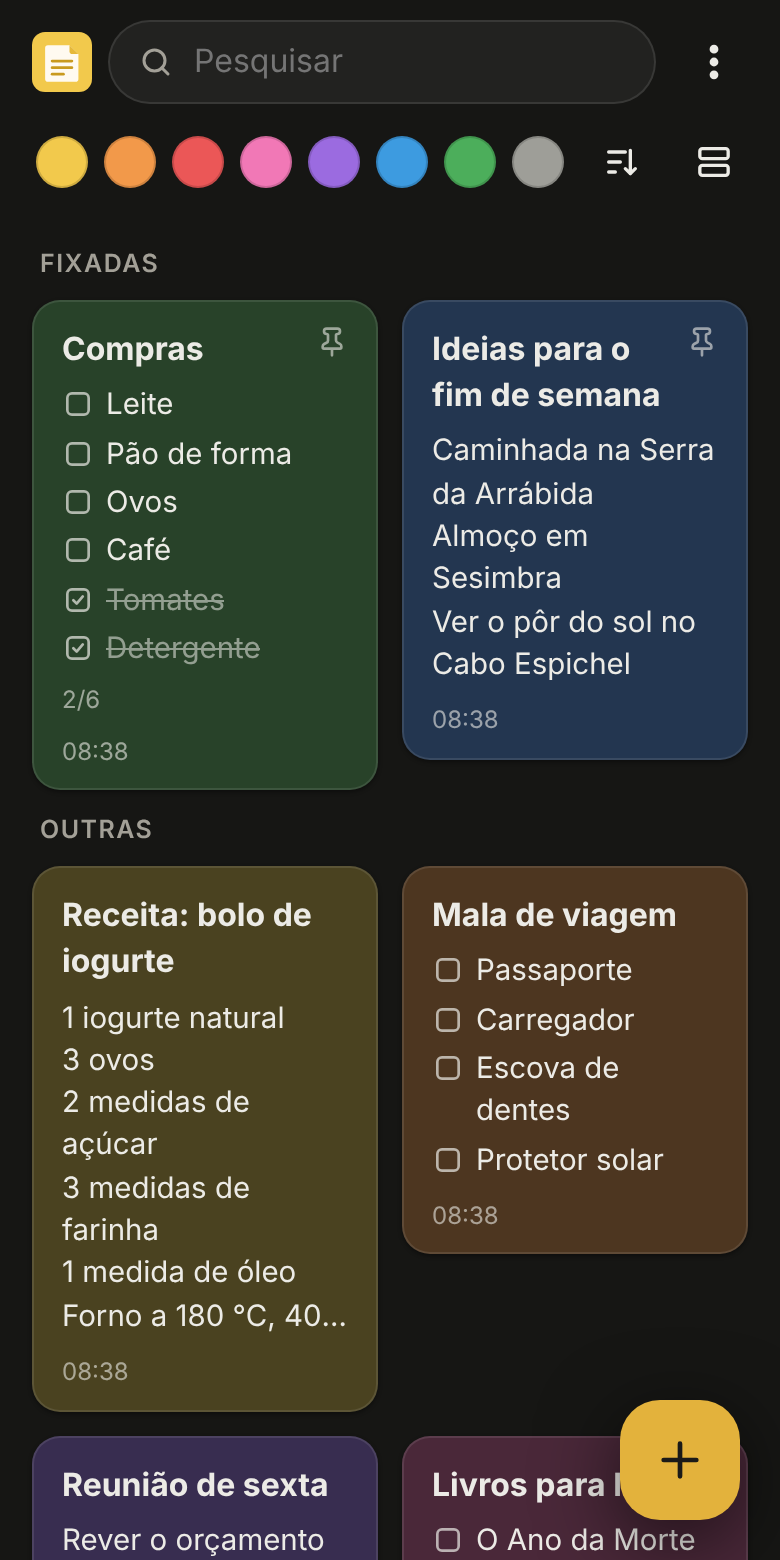 Pesquisar
FIXADAS
Compras
Leite
Pão de forma
Ovos
Café
Tomates
Detergente
2/6
08:38
Ideias para o
fim de semana
Caminhada na Serra
da Arrábida
Almoço em
Sesimbra
Ver o pôr do sol no
Cabo Espichel
08:38
OUTRAS
Receita: bolo de
iogurte
1 iogurte natural
3 ovos
2 medidas de
açúcar
3 medidas de
farinha
1 medida de óleo
Forno a 180 °C, 40...
08:38
Mala de viagem
Passaporte
Carregador
Escova de
dentes
Protetor solar
08:38
Reunião de sexta
Rever o orçamento
Livros para
O Ano da Morte